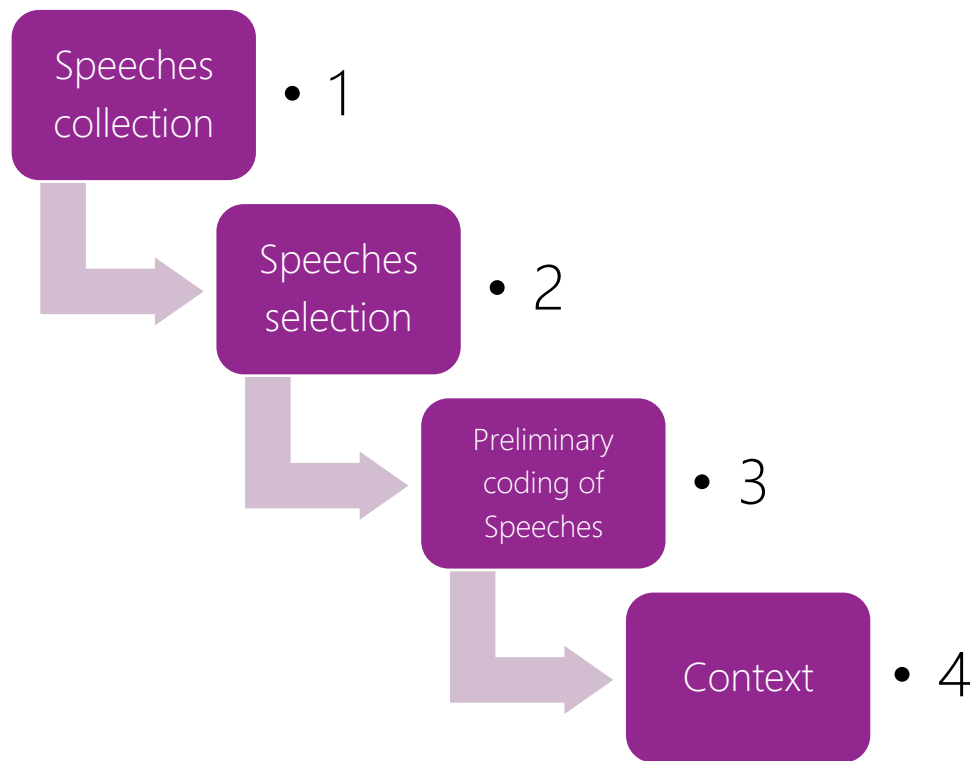 Speeches
collection
• 1
Speeches
selection
• 2
Preliminary
coding of
Speeches
• 3
Context
• 4